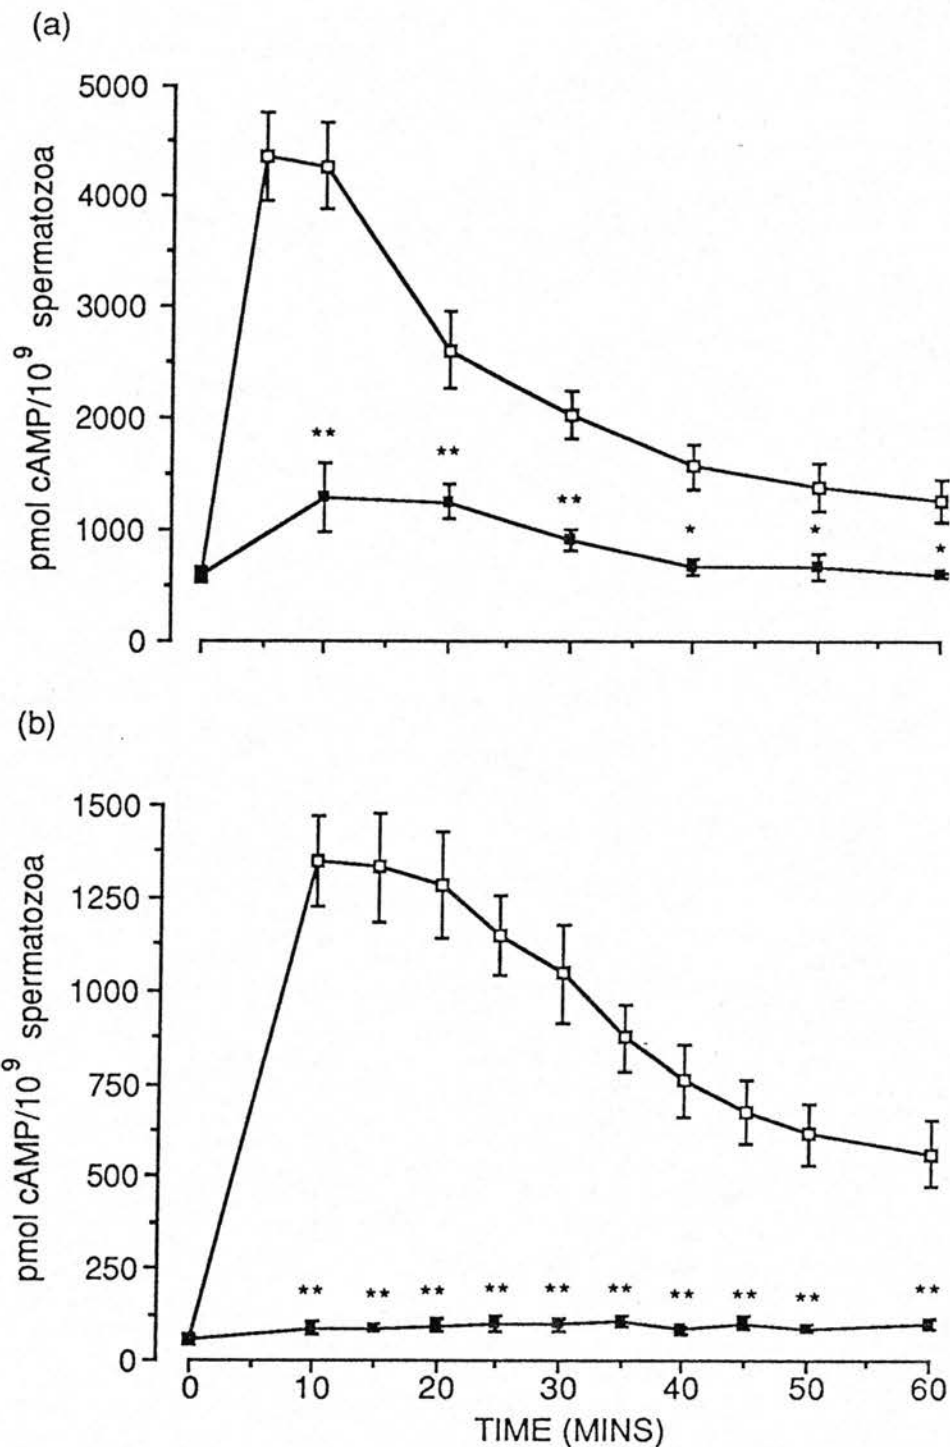 (a)
5000
4000
3000
2000
1000
0
pmol cAMP/10⁹ spermatozoa
** ** ** * * *
(b)
1500
1250
1000
750
500
250
0
pmol cAMP/10⁹ spermatozoa
** ** ** ** ** ** ** ** ** **
0 10 20 30 40 50 60
TIME (MINS)